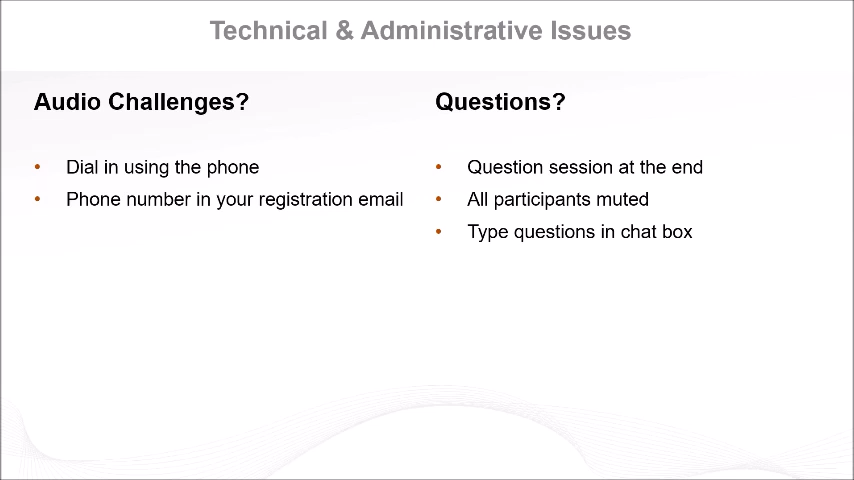 Technical & Administrative Issues
Audio Challenges?
• Dial in using the phone
• Phone number in your registration email
Questions?
• Question session at the end
• All participants muted
• Type questions in chat box